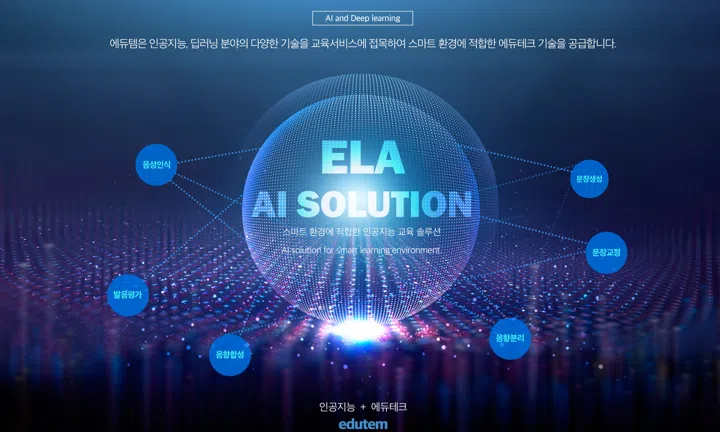 AI and Deep learning
에듀템은 인공지능, 딥러닝 분야의 다양한 기술을 교육서비스에 접목하여 스마트 환경에 적합한 에듀테크 기술을 공급합니다.
ELA
AI SOLUTION
스마트 환경에 적합한 인공지능 교육 솔루션
AI solution for smart learning environment.
음성인식
문장생성
문장교정
발음평가
음향분리
음향합성
인공지능 + 에듀테크
edutem